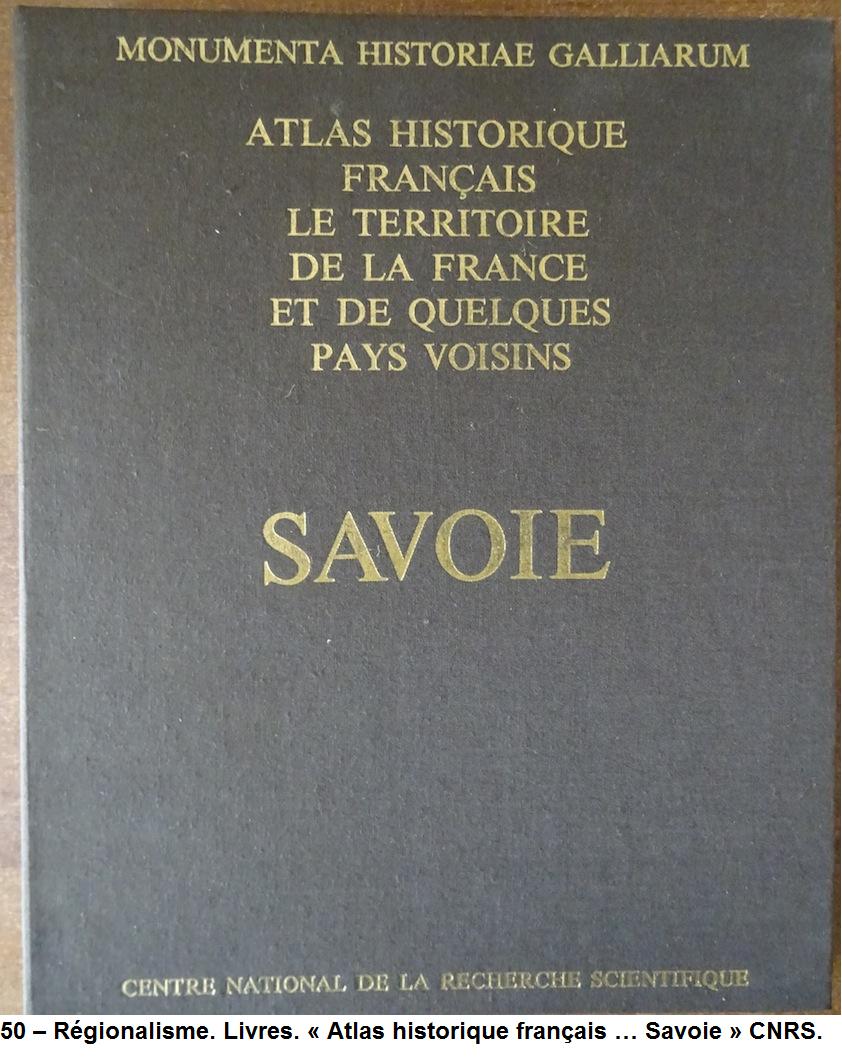 MONUMENTA HISTORIAE GALLIARUM
ATLAS HISTORIQUE
FRANÇAIS
LE TERRITOIRE
DE LA FRANCE
ET DE QUELQUES
PAYS VOISINS
SAVOIE
CENTRE NATIONAL DE LA RECHERCHE SCIENTIFIQUE
50 – Régionalisme. Livres. « Atlas historique français … Savoie » CNRS.